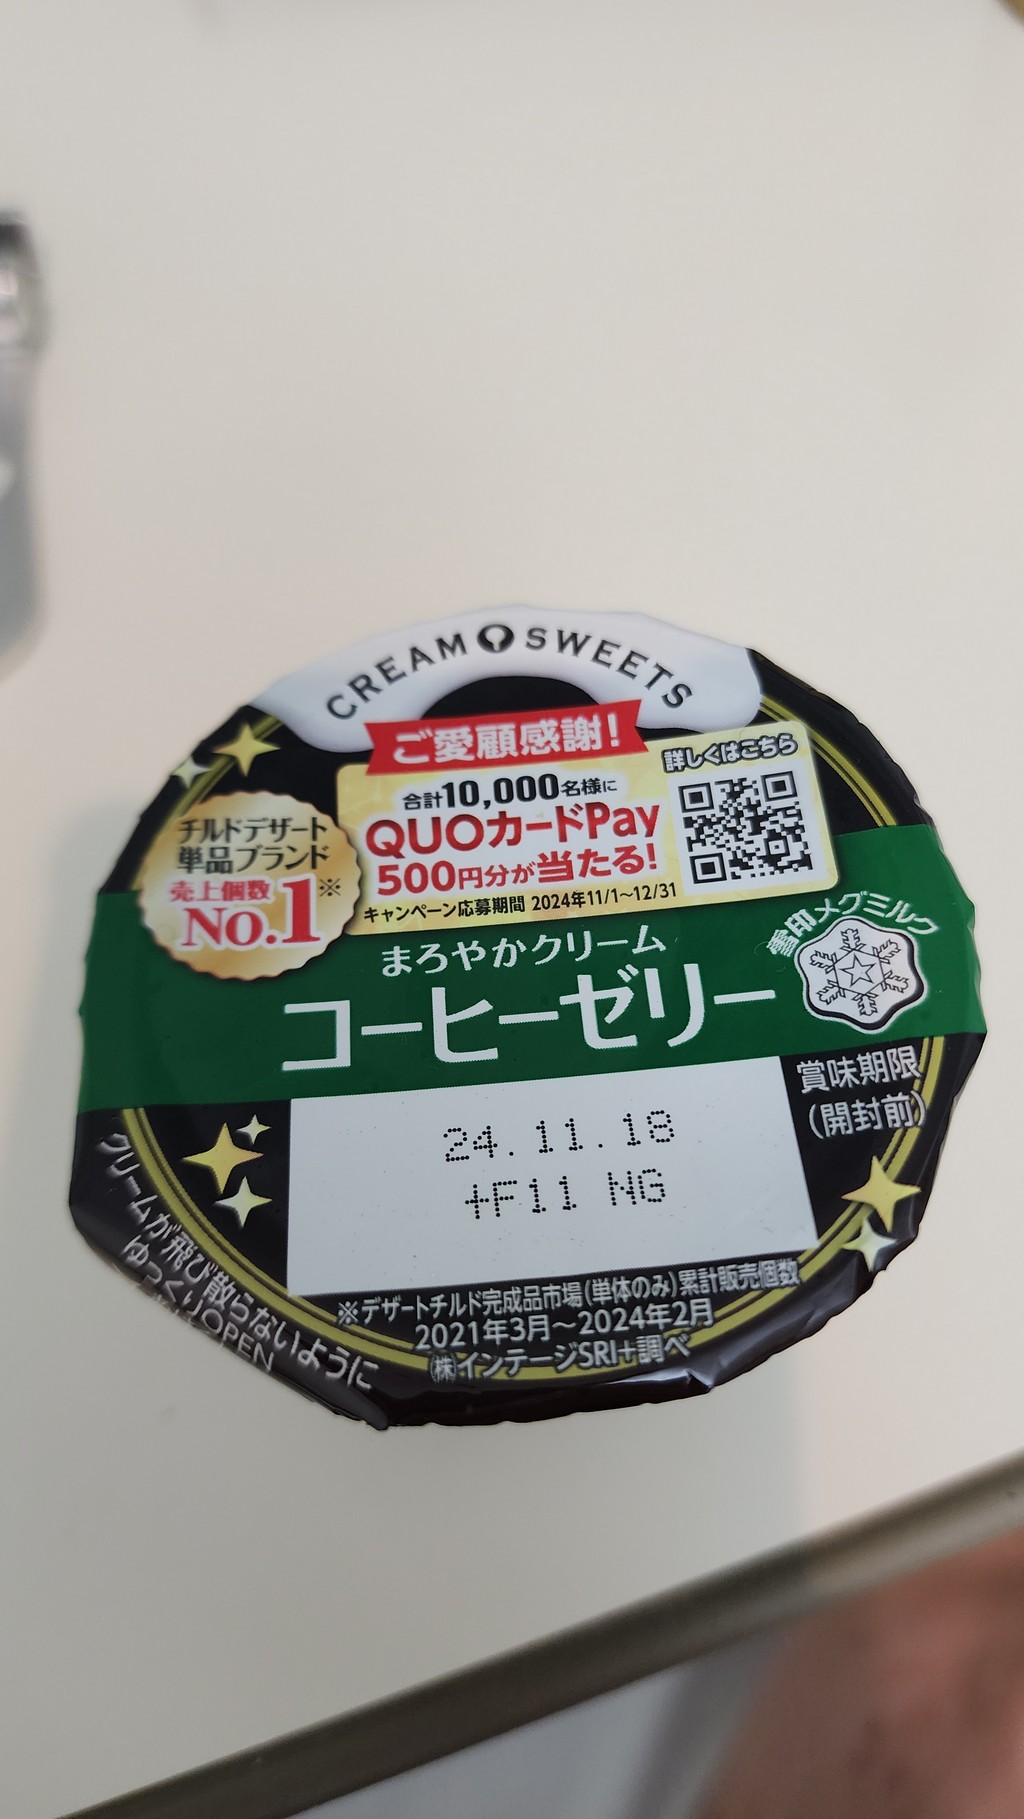 CREAM SWEETS
ご愛顧感謝!
詳しくはこちら
合計10,000名様に
QUOカードPay
500円分が当たる!
キャンペーン応募期間 2024年11/1~12/31
チルドデザート
単品ブランド
売上個数
No.1※
雪印メグミルク
まろやかクリーム
コーヒーゼリー
賞味期限
(開封前)
24.11.18
+F11 NG
クリームが飛び散らないように
ゆっくりOPEN
※デザートチルド完成品市場(単体のみ)累計販売個数
2021年3月~2024年2月
(株)インテージSRI+調べ